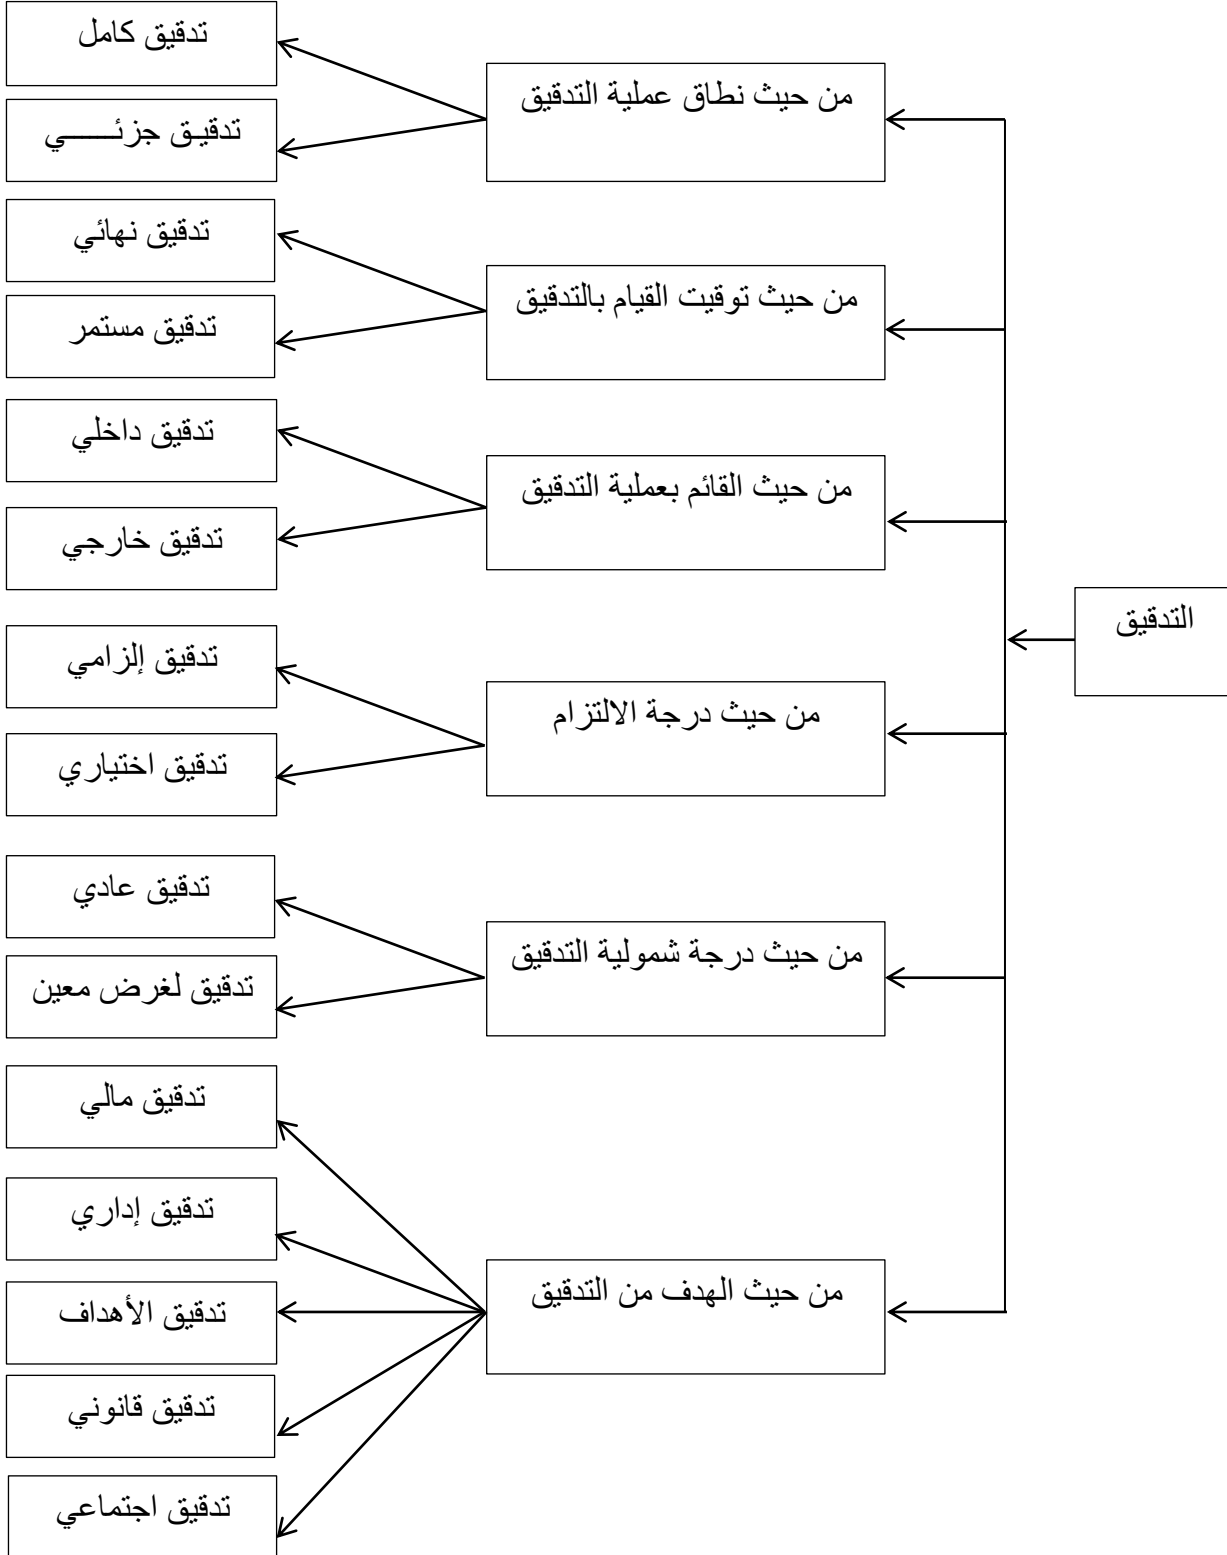 التدقيق
من حيث نطاق عملية التدقيق
تدقيق كامل
تدقيـق جزئــــــي
من حيث توقيت القيام بالتدقيق
تدقيق نهائي
تدقيق مستمر
من حيث القائم بعملية التدقيق
تدقيق داخلي
تدقيق خارجي
من حيث درجة الالتزام
تدقيق إلزامي
تدقيق اختياري
من حيث درجة شمولية التدقيق
تدقيق عادي
تدقيق لغرض معين
من حيث الهدف من التدقيق
تدقيق مالي
تدقيق إداري
تدقيق الأهداف
تدقيق قانوني
تدقيق اجتماعي